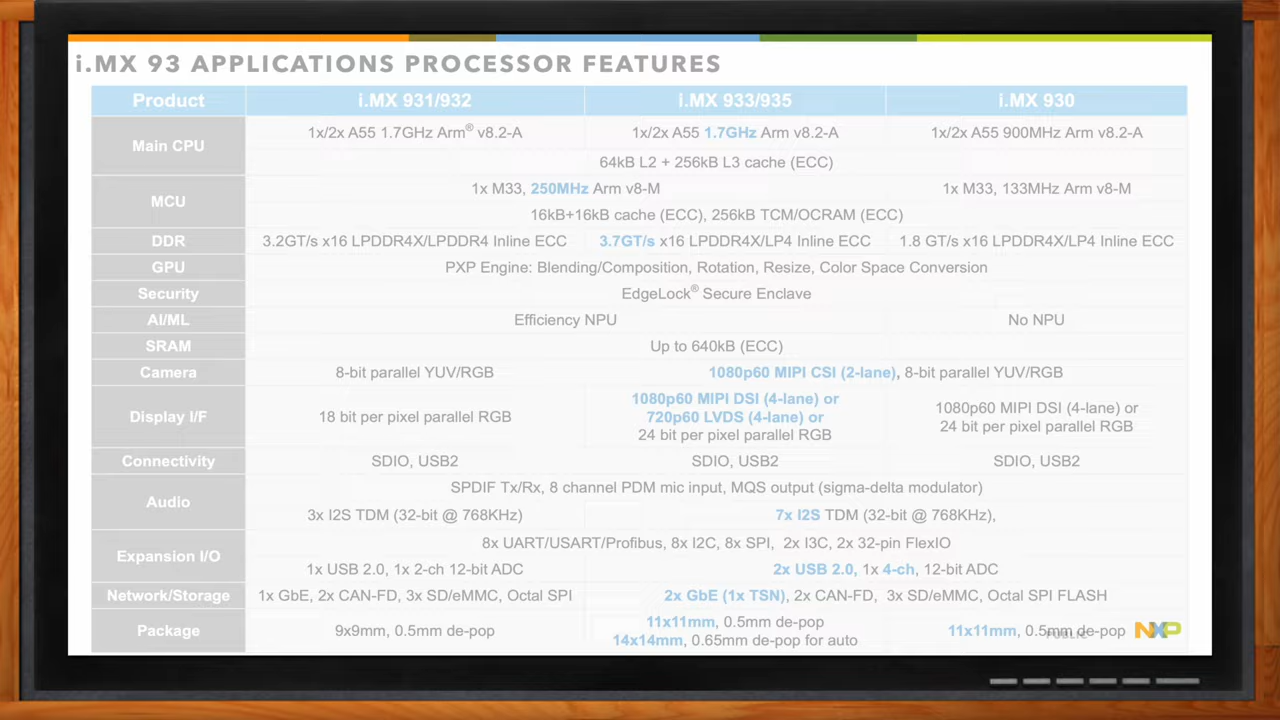 i.MX 93 APPLICATIONS PROCESSOR FEATURES
Product i.MX 931/932 i.MX 933/935 i.MX 930
Main CPU 1x/2x A55 1.7GHz Arm® v8.2-A 1x/2x A55 1.7GHz Arm v8.2-A 1x/2x A55 900MHz Arm v8.2-A
64kB L2 + 256kB L3 cache (ECC)
MCU 1x M33, 250MHz Arm v8-M 1x M33, 133MHz Arm v8-M
16kB+16kB cache (ECC), 256kB TCM/OCRAM (ECC)
DDR 3.2GT/s x16 LPDDR4X/LPDDR4 Inline ECC 3.7GT/s x16 LPDDR4X/LP4 Inline ECC 1.8 GT/s x16 LPDDR4X/LP4 Inline ECC
GPU PXP Engine: Blending/Composition, Rotation, Resize, Color Space Conversion
Security EdgeLock® Secure Enclave
AI/ML Efficiency NPU No NPU
SRAM Up to 640kB (ECC)
Camera 8-bit parallel YUV/RGB 1080p60 MIPI CSI (2-lane), 8-bit parallel YUV/RGB
Display I/F 18 bit per pixel parallel RGB 1080p60 MIPI DSI (4-lane) or
720p60 LVDS (4-lane) or
24 bit per pixel parallel RGB
1080p60 MIPI DSI (4-lane) or
24 bit per pixel parallel RGB
Connectivity SDIO, USB2 SDIO, USB2 SDIO, USB2
Audio SPDIF Tx/Rx, 8 channel PDM mic input, MQS output (sigma-delta modulator)
3x I2S TDM (32-bit @ 768KHz) 7x I2S TDM (32-bit @ 768KHz),
Expansion I/O 8x UART/USART/Profibus, 8x I2C, 8x SPI, 2x I3C, 2x 32-pin FlexIO
1x USB 2.0, 1x 2-ch 12-bit ADC 2x USB 2.0, 1x 4-ch, 12-bit ADC
Network/Storage 1x GbE, 2x CAN-FD, 3x SD/eMMC, Octal SPI 2x GbE (1x TSN), 2x CAN-FD, 3x SD/eMMC, Octal SPI FLASH
Package 9x9mm, 0.5mm de-pop 11x11mm, 0.5mm de-pop
14x14mm, 0.65mm de-pop for auto
11x11mm, 0.5mm de-pop
PUBLIC
NXP